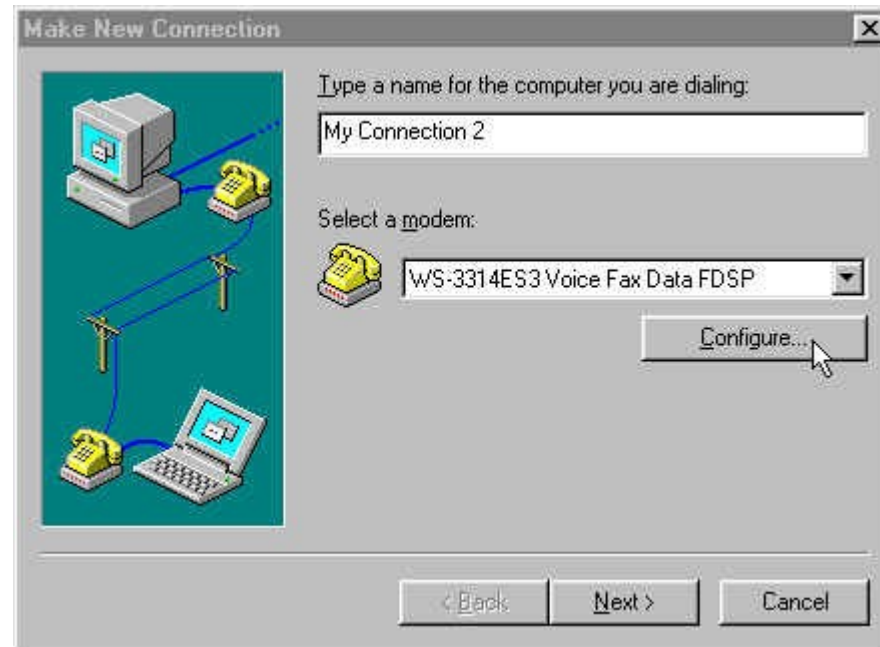 Make New Connection
Type a name for the computer you are dialing:
My Connection 2
Select a modem:
WS-3314ES3 Voice Fax Data FDSP
Configure...
< Back
Next >
Cancel